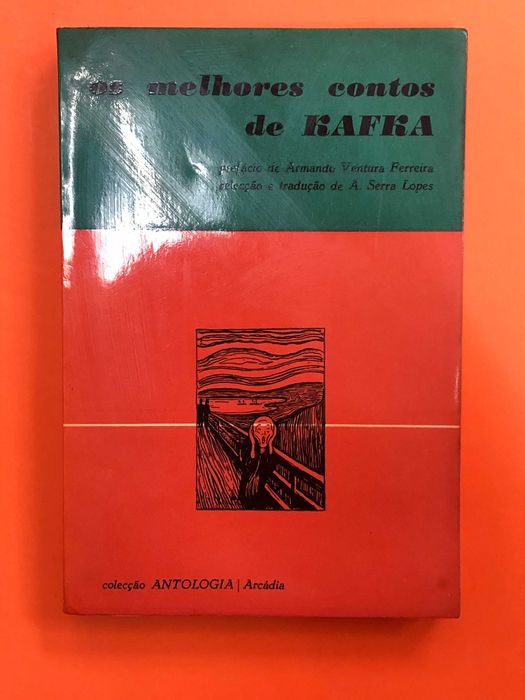 os melhores contos
de KAFKA
prefácio de Armando Ventura Ferreira
selecção e tradução de A. Serra Lopes
colecção ANTOLOGIA | Arcádia